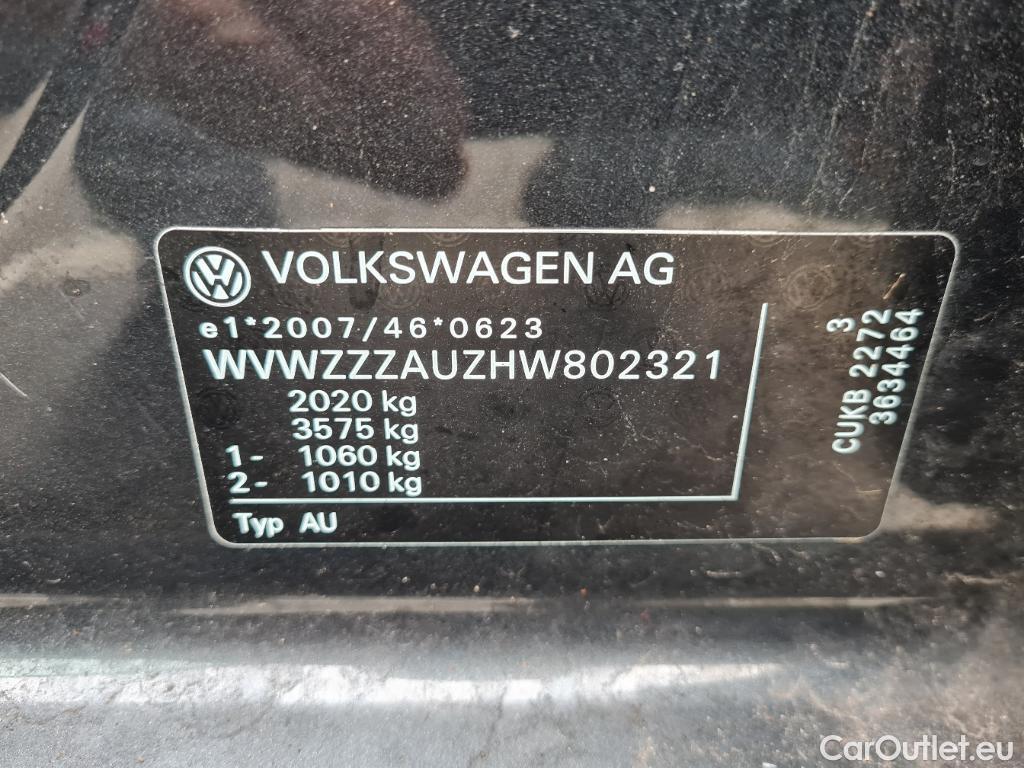 VOLKSWAGEN AG
e1*2007/46*0623
WVWZZZAUZHW802321
2020 kg
3575 kg
1- 1060 kg
2- 1010 kg
Typ AU
3
CUKB 2272
3634464
CarOutlet.eu